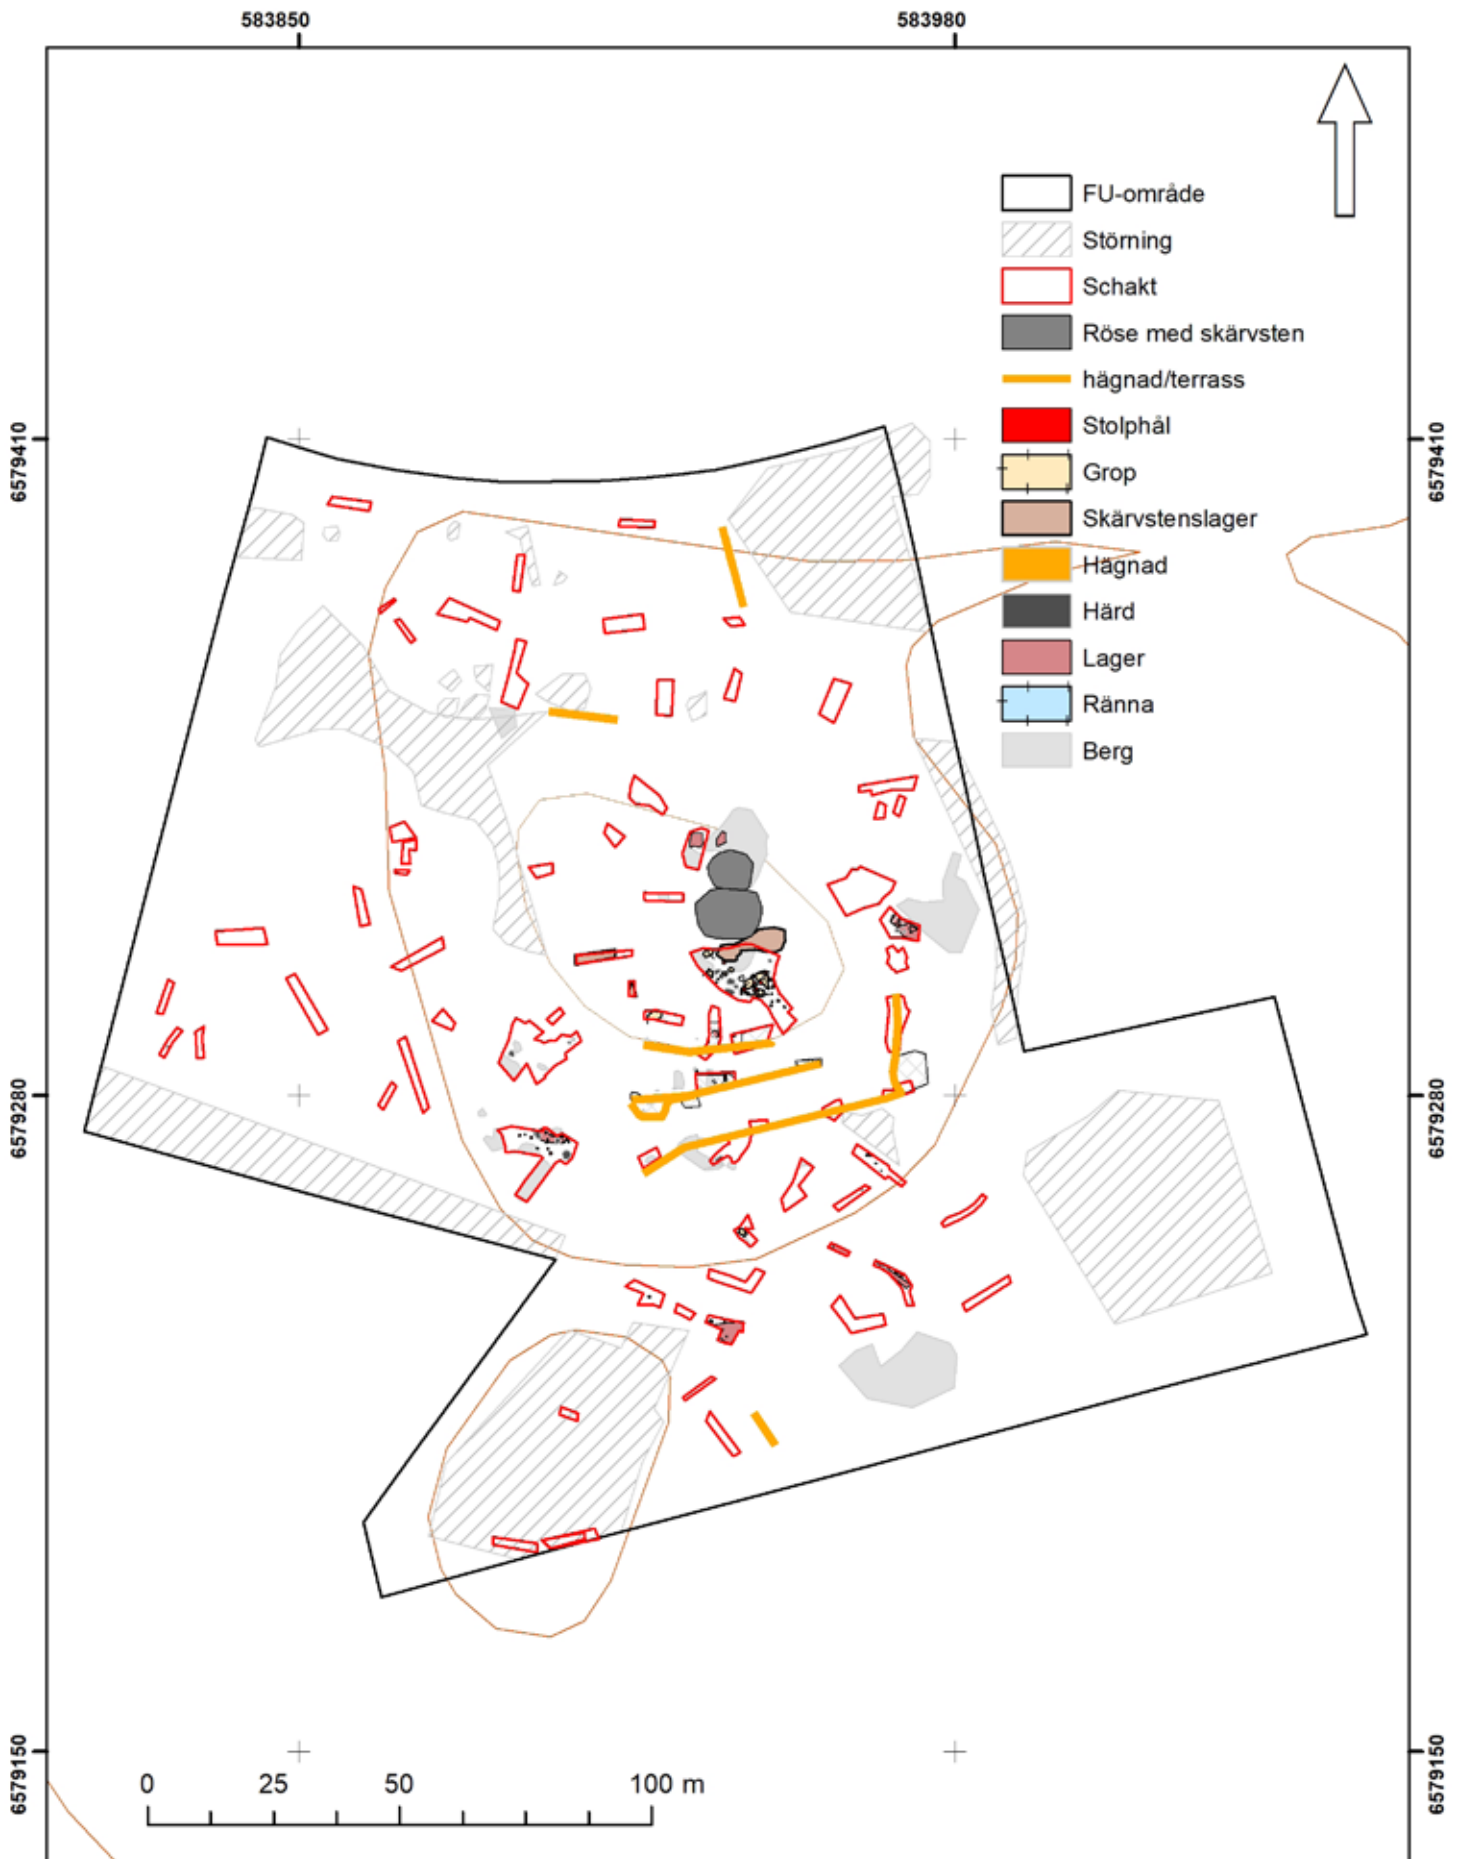 583850 583980
FU-område
Störning
Schakt
Röse med skärvsten
hägnad/terrass
Stolphål
Grop
Skärvstenslager
Hägnad
Härd
Lager
Ränna
Berg
6579410 6579410
6579280 6579280
6579150 6579150
0 25 50 100 m